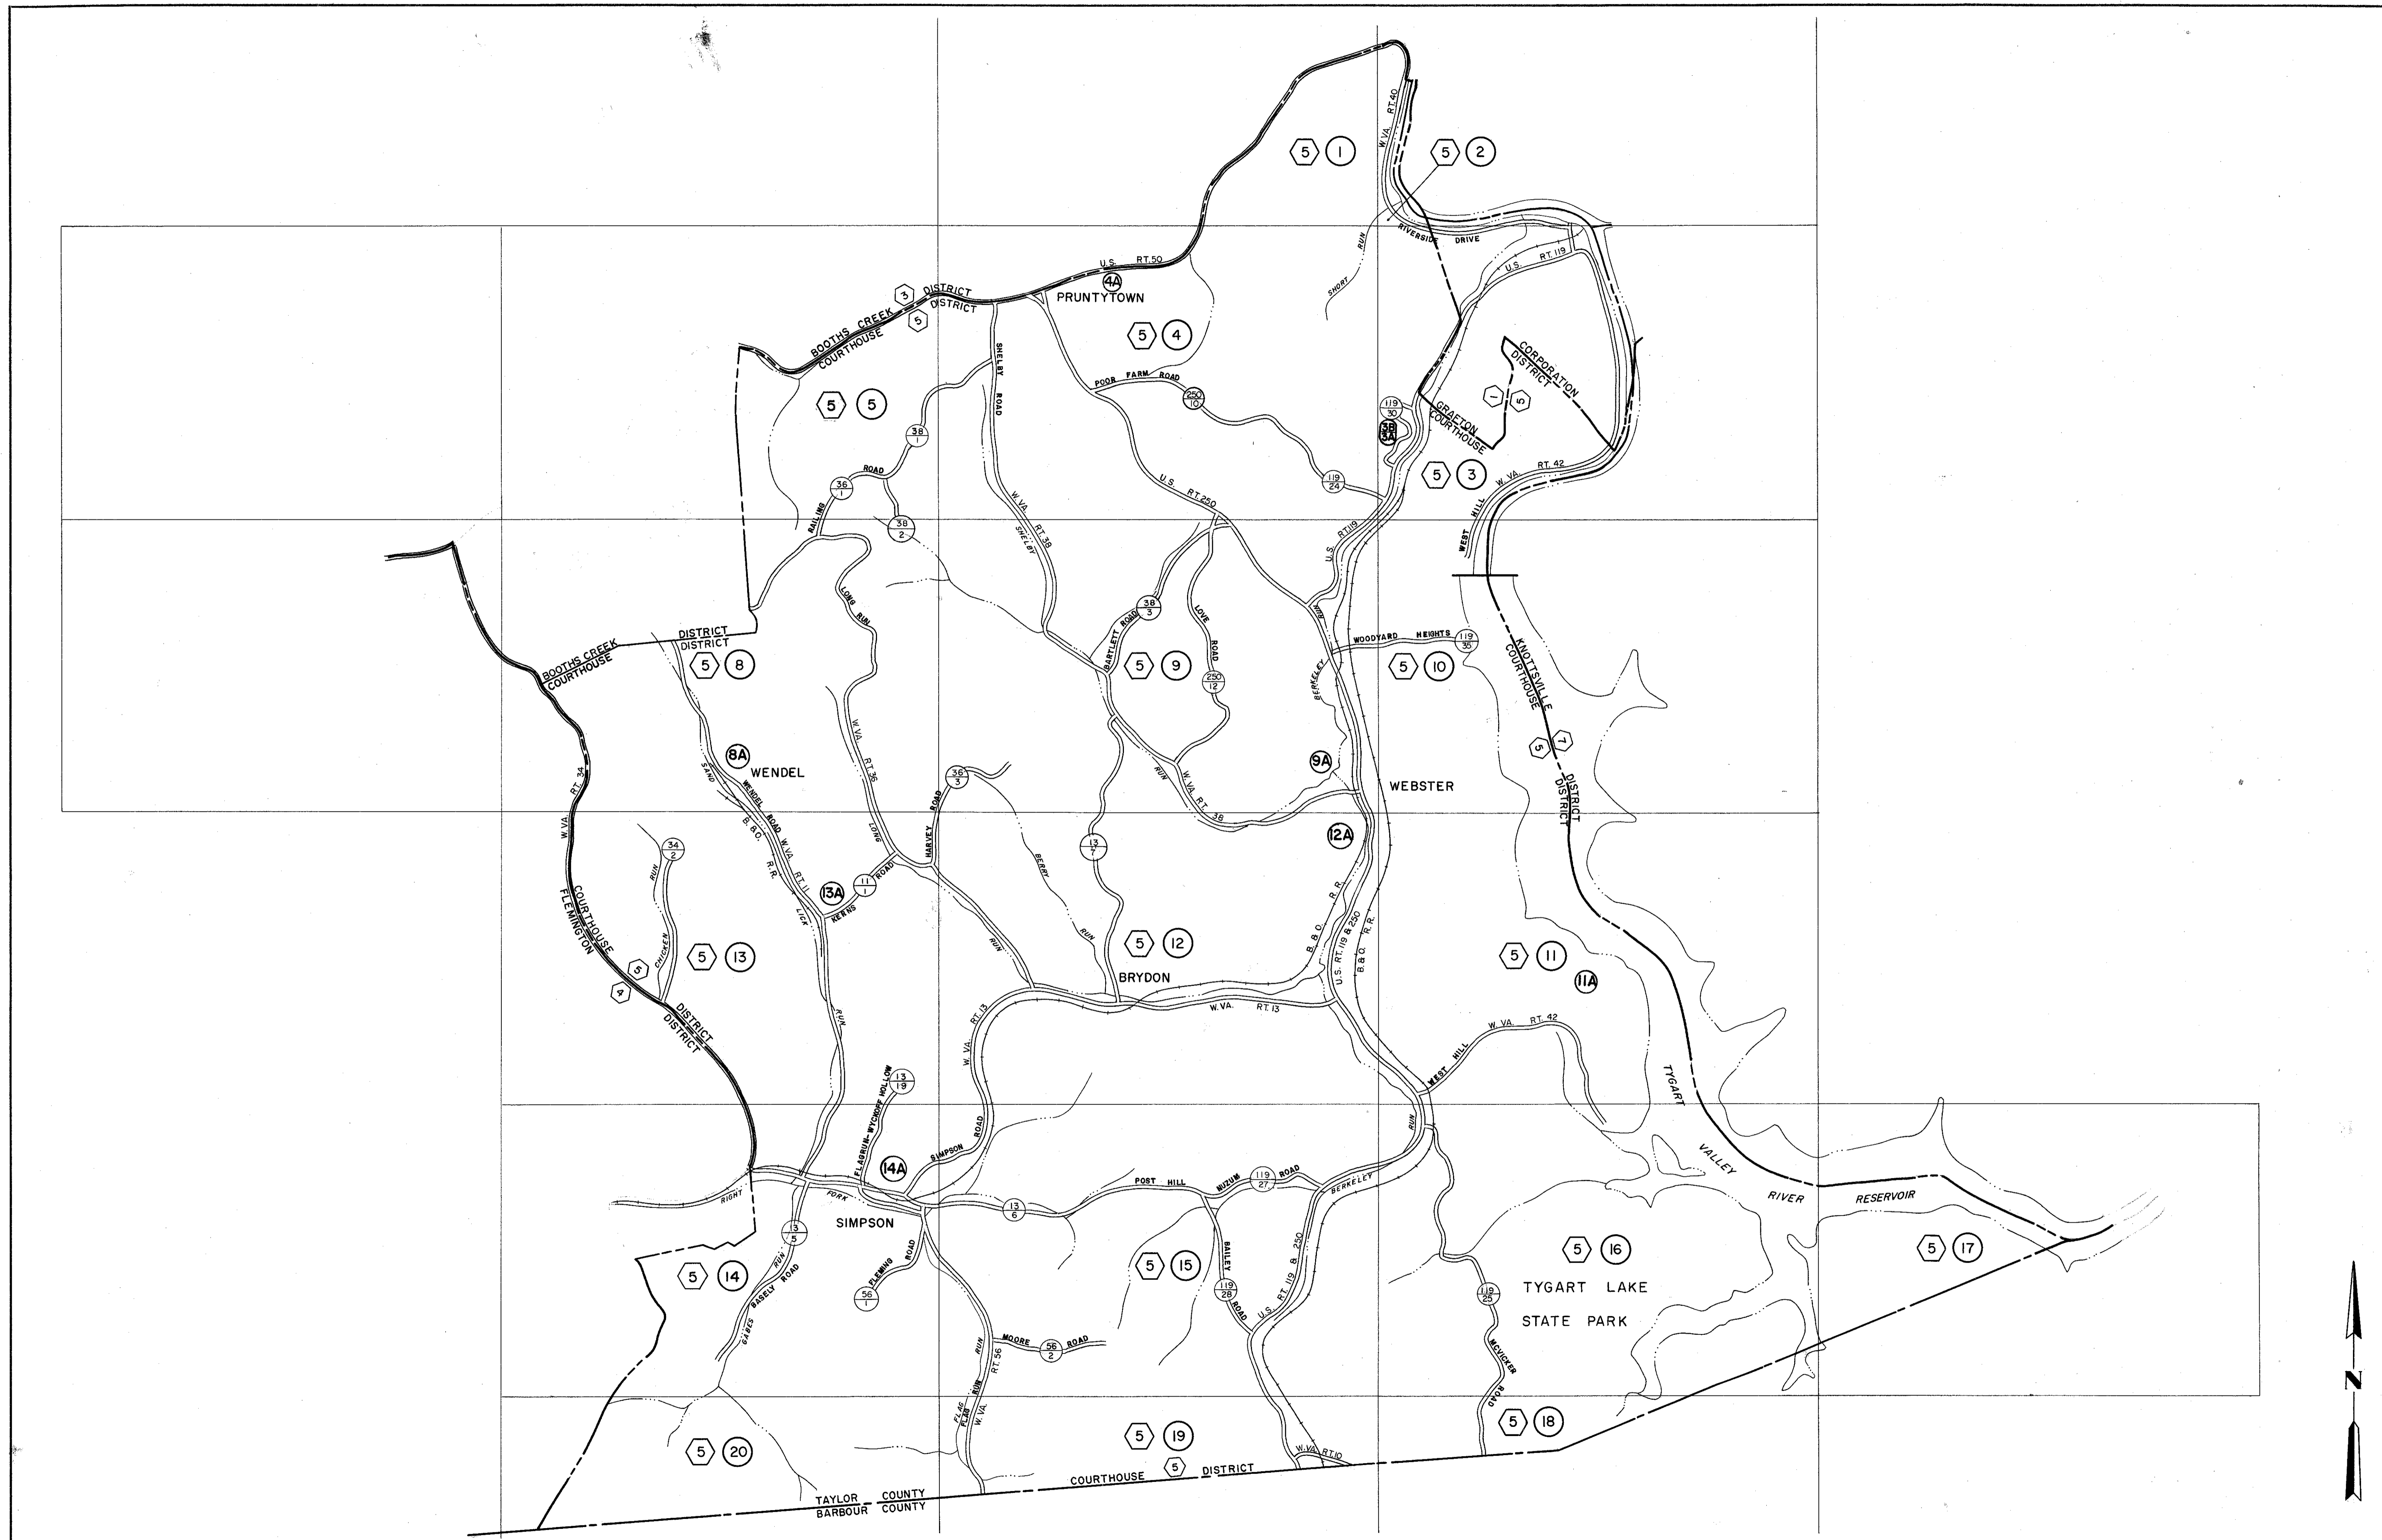 W. VA. RT. 40
5 1
5 2
RIVERSIDE DRIVE
SHORT RUN
U.S. RT. 119
U.S. RT. 50
4A
PRUNTYTOWN
3
5
BOOTHS CREEK DISTRICT
COURTHOUSE DISTRICT
5 4
POOR FARM ROAD
250
10
SHELBY ROAD
5 5
38
1
36
1
RAILING ROAD
38
2
CORPORATION
DISTRICT
1
5
GRAFTON
COURTHOUSE
119
30
3B
3A
5 3
119
24
WEST HILL W. VA. RT. 42
U.S. RT. 250
W. VA. RT. 38
SHELBY
U.S. RT. 119
RUN
LONG RUN
BARTLETT ROAD
38
3
LOVE ROAD
250
12
WOODYARD HEIGHTS
119
35
BERKELEY
BOOTHS CREEK DISTRICT
COURTHOUSE DISTRICT
5 8
5 9
5 10
KNOTTSVILLE DISTRICT
COURTHOUSE DISTRICT
5
7
8A
WENDEL
SAND
WENDEL ROAD W. VA. RT. 11
B. & O. R.R.
LICK
RUN
W. VA. RT. 36
LONG
RUN
36
3
HARVEY ROAD
RUN
W. VA. RT. 38
9A
WEBSTER
12A
W. VA. RT. 34
34
2
RUN
CHICKEN
COURTHOUSE DISTRICT
FLEMINGTON DISTRICT
5
4
13A
11
1
KERNS ROAD
BERRY RUN
13
7
5 13
5 12
BRYDON
B. & O. R. R.
U.S. RT. 119 & 250
B. & O. R. R.
5 11
11A
W. VA. RT. 13
W. VA. RT. 13
WEST HILL W. VA. RT. 42
13
19
FLAGRUN-WYCKOFF HOLLOW
TYGART VALLEY RIVER RESERVOIR
14A
SIMPSON ROAD
RIGHT FORK
SIMPSON
13
6
POST HILL
NUZUM ROAD
119
27
BERKELEY
RUN
13
5
RUN
BASELY ROAD
GABES
5 14
FLEMING ROAD
56
1
5 15
BAILEY ROAD
119
28
U.S. RT. 119 & 250
5 16
TYGART LAKE
STATE PARK
5 17
119
25
MCVICKER ROAD
MOORE ROAD
56
2
FLAG RUN
FLAG RUN
W. VA. RT. 56
5 20
5 19
5 18
W. VA. RT. 10
COURTHOUSE 5 DISTRICT
TAYLOR COUNTY
BARBOUR COUNTY
N